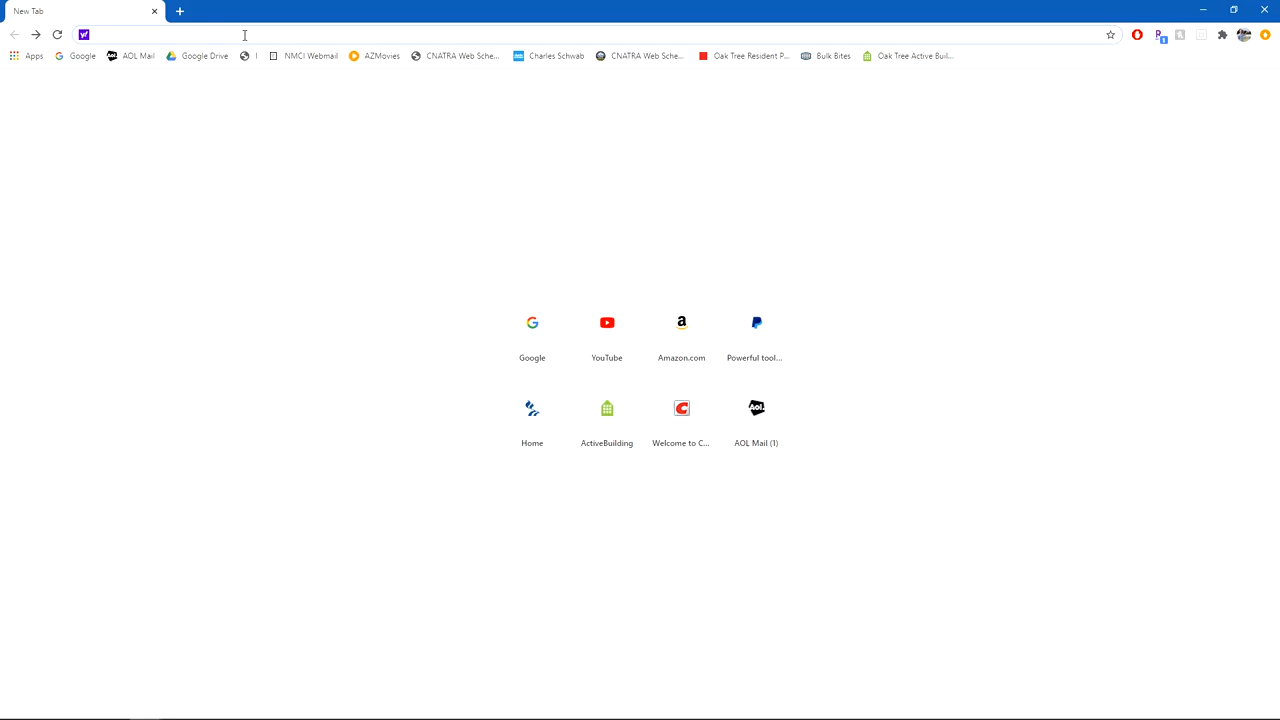 New Tab
Apps Google AOL Mail Google Drive I NMCI Webmail AZMovies CNATRA Web Sche... Charles Schwab CNATRA Web Sche... Oak Tree Resident P... Bulk Bites Oak Tree Active Buil...
Google YouTube Amazon.com Powerful tool...
Home ActiveBuilding Welcome to C... AOL Mail (1)